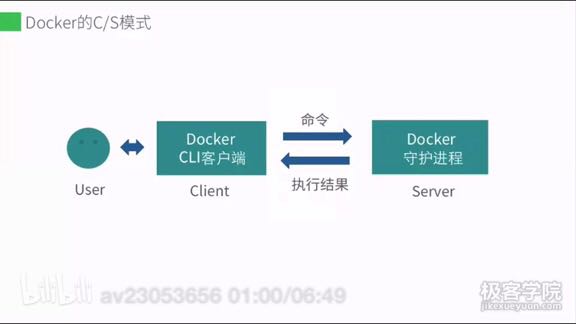 Docker的C/S模式
命令
Docker
CLI客户端
Docker
守护进程
执行结果
User
Client
Server
bilibili av23053656 01:00/06:49
极客学院
jikexueyuan.com